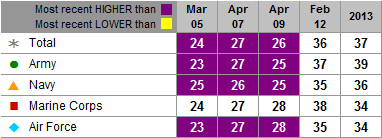 Most recent HIGHER than Mar Apr Apr Feb 2013
Most recent LOWER than 05 07 09 12
Total 24 27 26 36 37
Army 23 27 25 37 39
Navy 25 26 25 35 36
Marine Corps 24 27 28 38 34
Air Force 23 27 28 35 34